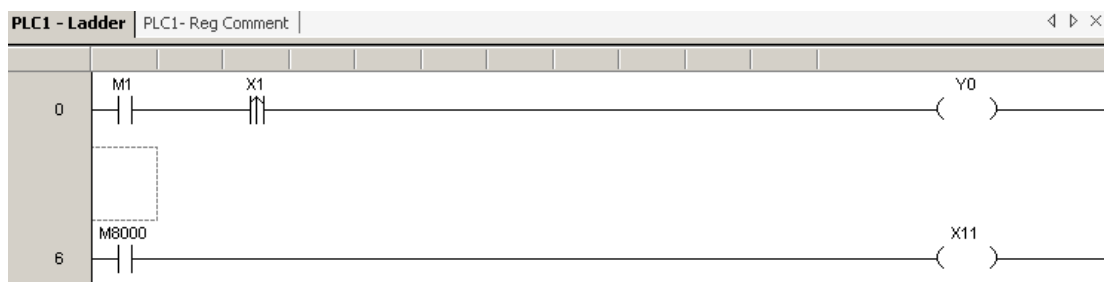 PLC1 - Ladder PLC1- Reg Comment
M1 X1 Y0
0
M8000 X11
6